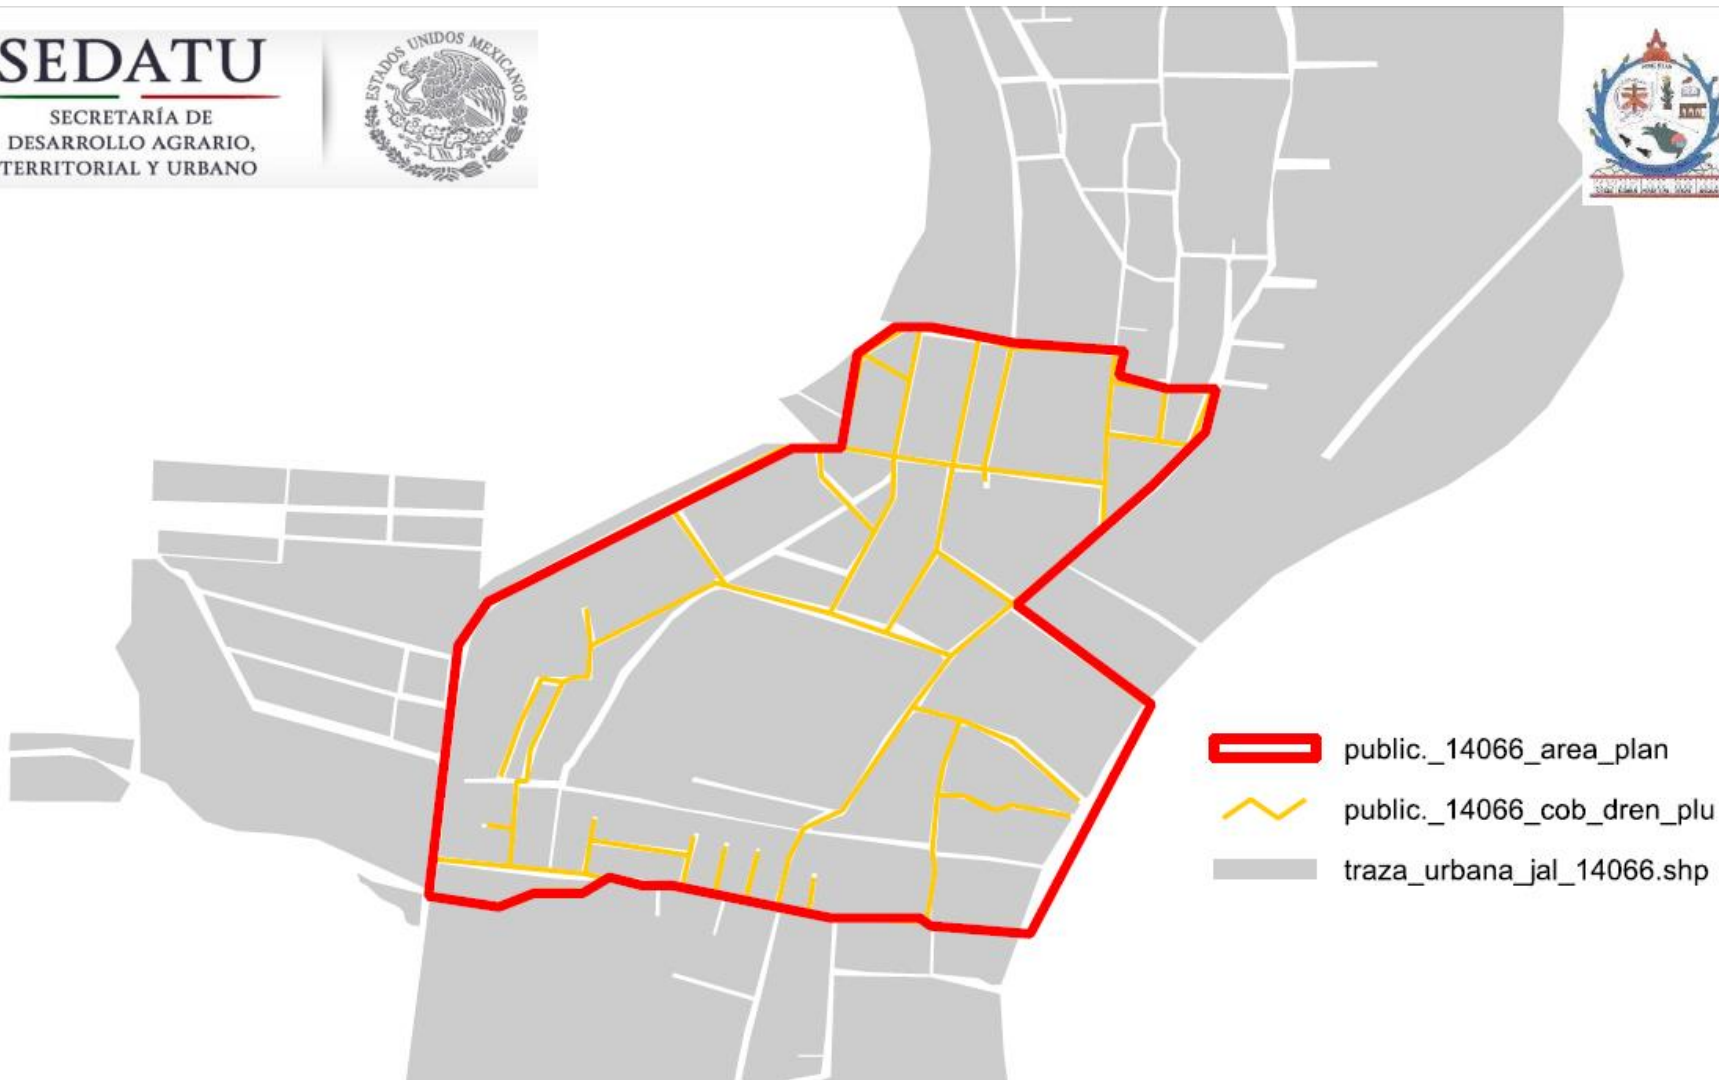 SEDATU
SECRETARÍA DE
DESARROLLO AGRARIO,
TERRITORIAL Y URBANO
ESTADOS UNIDOS MEXICANOS
public._14066_area_plan
public._14066_cob_dren_plu
traza_urbana_jal_14066.shp